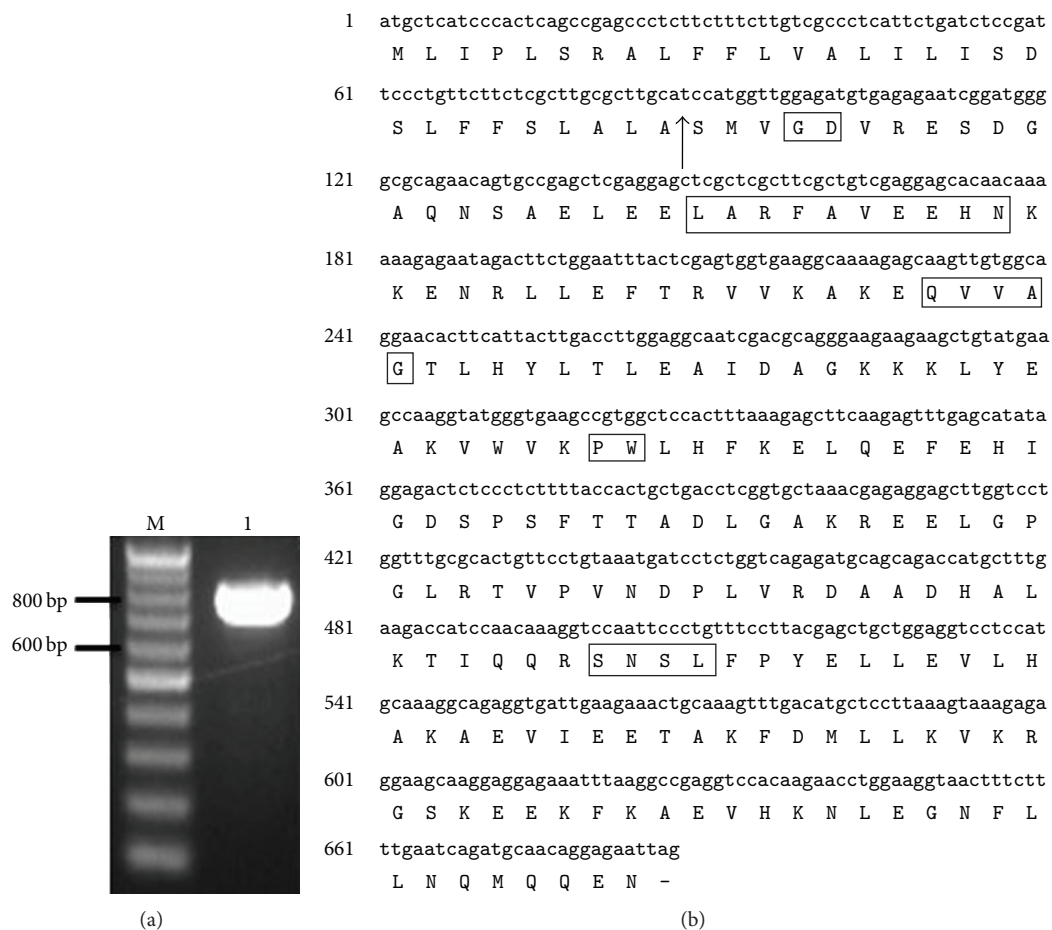 M 1
800 bp
600 bp
(a)
1 atgctcatcccactcagccgagccctcttctttcttgtcgccctcattctgatctccgat
M L I P L S R A L F F L V A L I L I S D
61 tccctgttcttctcgcttgcgcttgcatccatggttggagatgtgagagaatcggatggg
S L F F S L A L A S M V G D V R E S D G
121 gcgcagaacagtgccgagctcgaggagctcgctcgcttcgctgtcgaggagcacaacaaa
A Q N S A E L E E L A R F A V E E H N K
181 aaagagaatagacttctggaatttactcgagtggtgaaggcaaaagagcaagttgtggca
K E N R L L E F T R V V K A K E Q V V A
241 ggaacacttcattacttgaccttggaggcaatcgacgcagggaagaagaagctgtatgaa
G T L H Y L T L E A I D A G K K K L Y E
301 gccaaggtatgggtgaagccgtggctccactttaaagagcttcaagagtttgagcatata
A K V W V K P W L H F K E L Q E F E H I
361 ggagactctccctcttttaccactgctgacctcggtgctaaacgagaggagcttggtcct
G D S P S F T T A D L G A K R E E L G P
421 ggtttgcgcactgttcctgtaaatgatcctctggtcagagatgcagcagaccatgctttg
G L R T V P V N D P L V R D A A D H A L
481 aagaccatccaacaaaggtccaattccctgtttccttacgagctgctggaggtcctccat
K T I Q Q R S N S L F P Y E L L E V L H
541 gcaaaggcagaggtgattgaagaaactgcaaagtttgacatgctccttaaagtaaagaga
A K A E V I E E T A K F D M L L K V K R
601 ggaagcaaggaggagaaatttaaggccgaggtccacaagaacctggaaggtaactttctt
G S K E E K F K A E V H K N L E G N F L
661 ttgaatcagatgcaacaggagaattag
L N Q M Q Q E N -
(b)